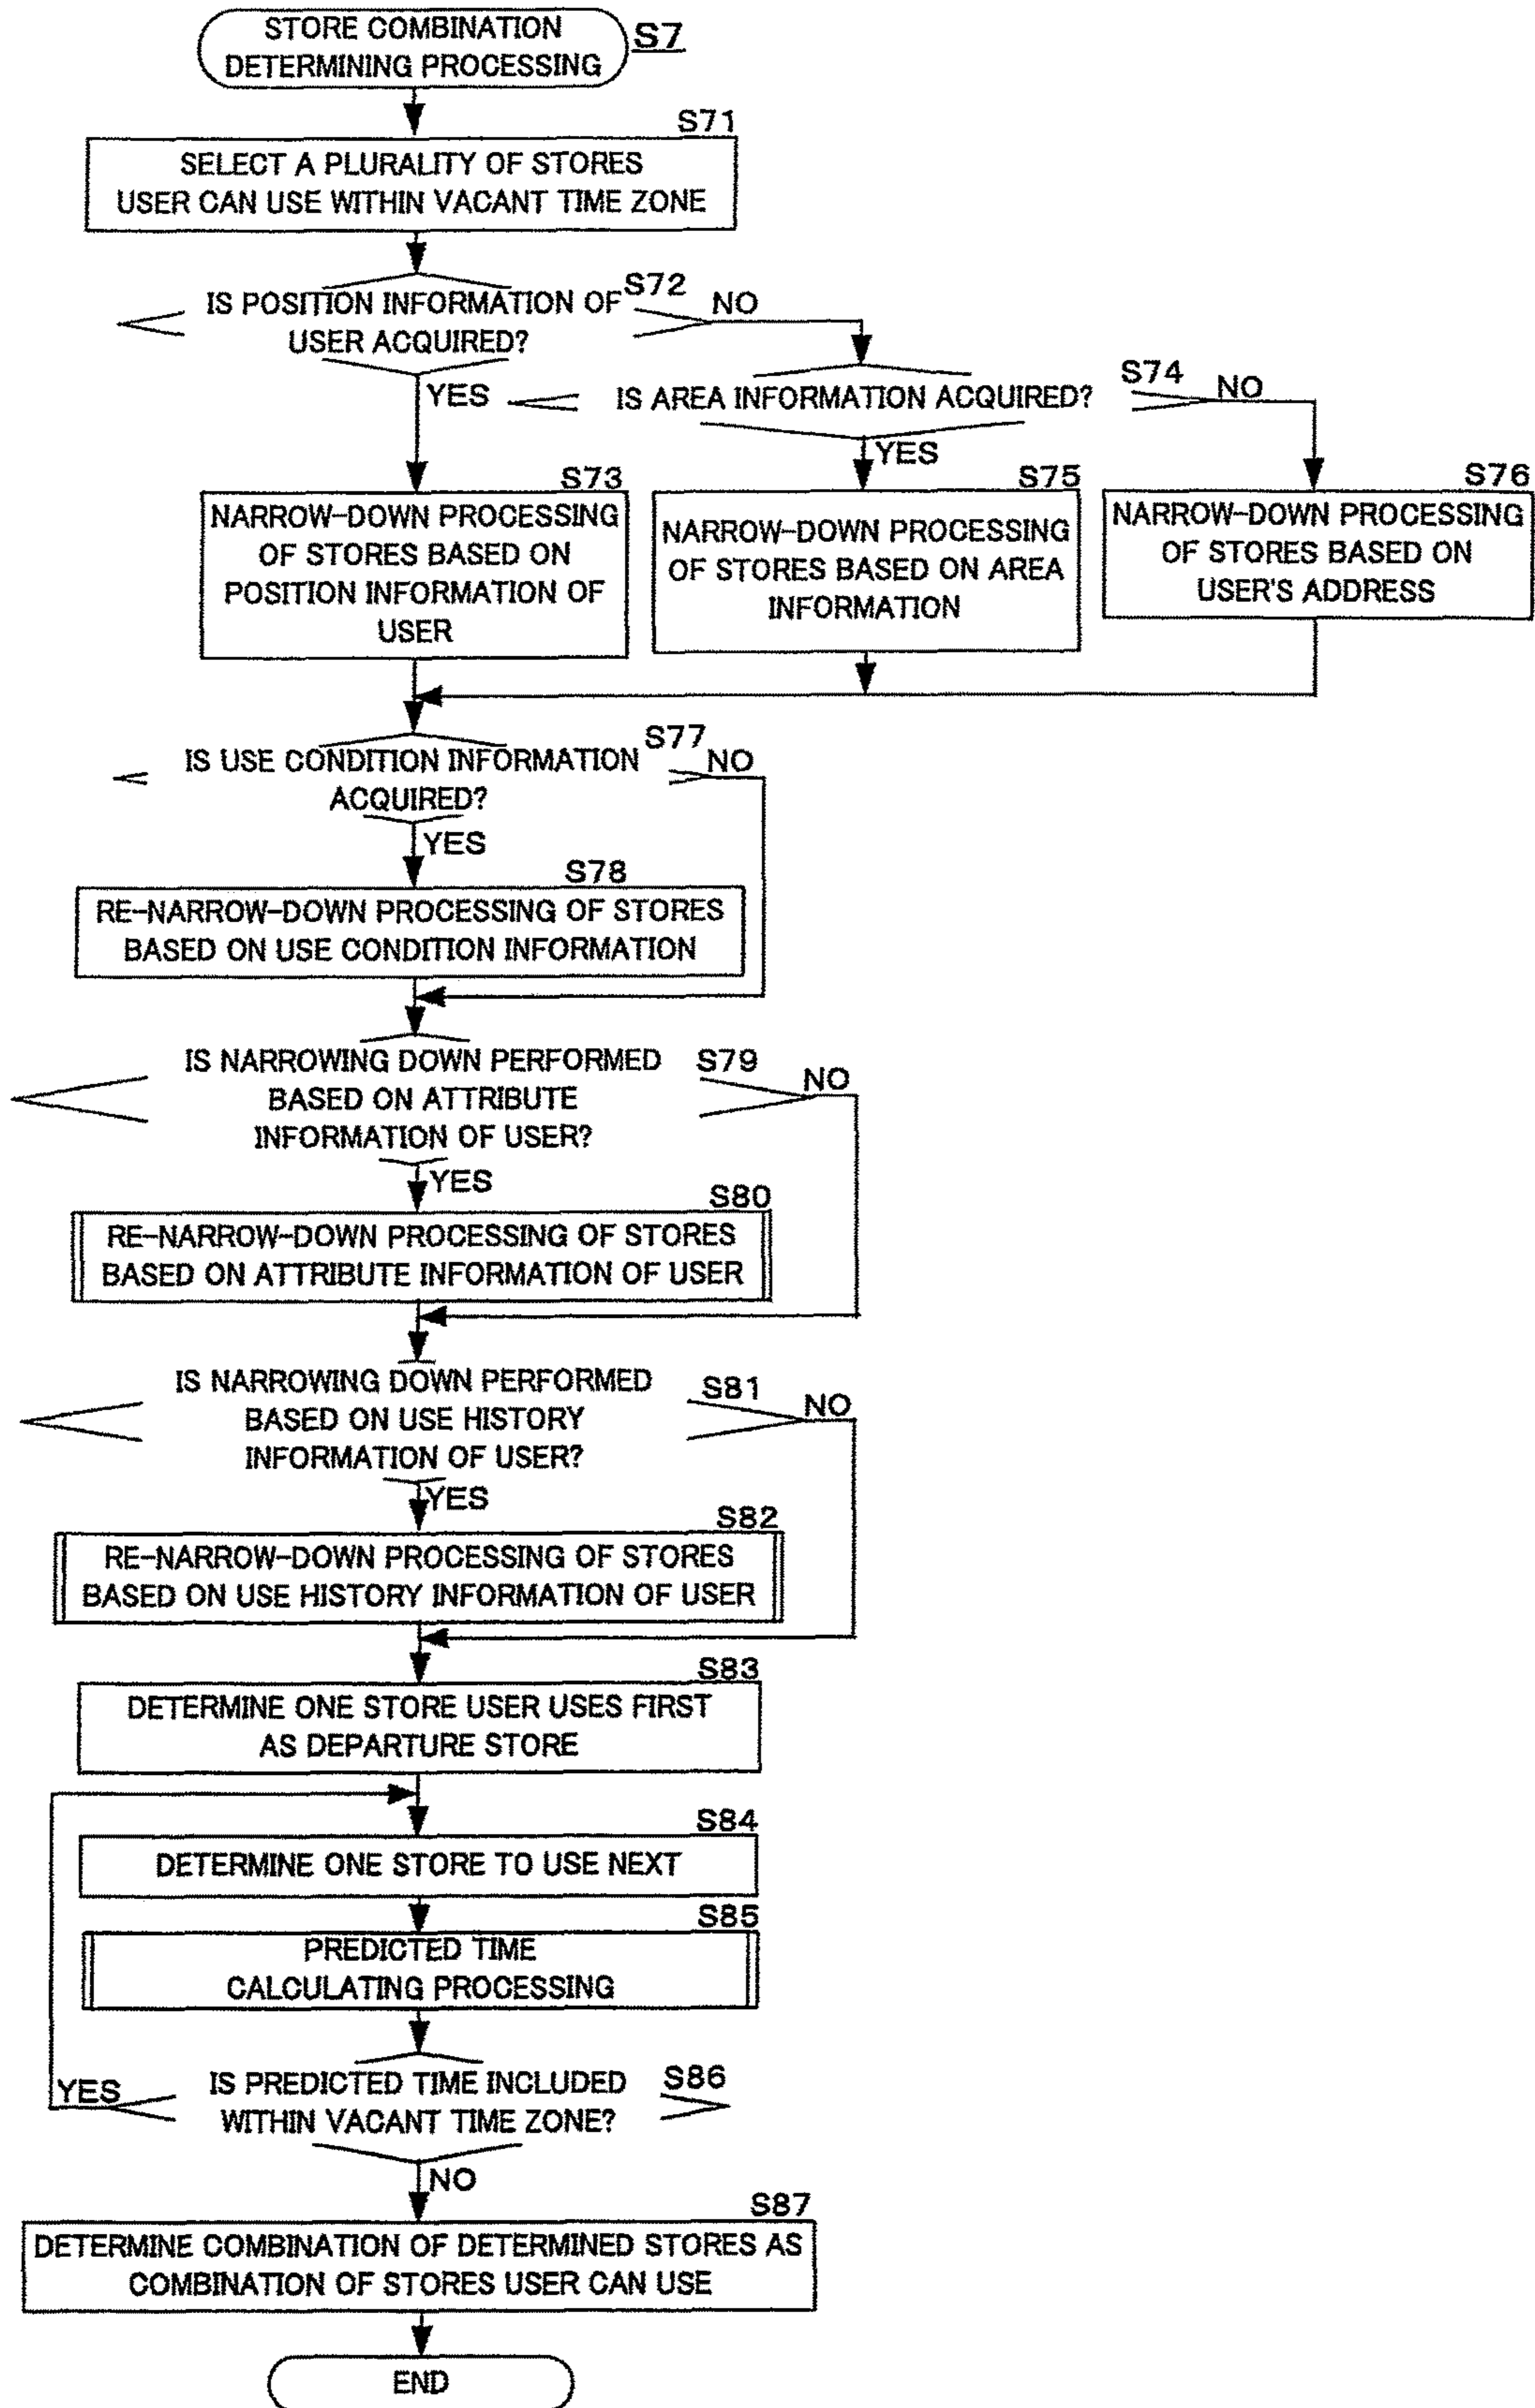 STORE COMBINATION
DETERMINING PROCESSING
S7
S71
SELECT A PLURALITY OF STORES
USER CAN USE WITHIN VACANT TIME ZONE
S72
IS POSITION INFORMATION OF
USER ACQUIRED?
NO
YES
S74
IS AREA INFORMATION ACQUIRED?
NO
YES
S73
NARROW-DOWN PROCESSING
OF STORES BASED ON
POSITION INFORMATION OF
USER
S75
NARROW-DOWN PROCESSING
OF STORES BASED ON AREA
INFORMATION
S76
NARROW-DOWN PROCESSING
OF STORES BASED ON
USER'S ADDRESS
S77
IS USE CONDITION INFORMATION
ACQUIRED?
NO
YES
S78
RE-NARROW-DOWN PROCESSING OF STORES
BASED ON USE CONDITION INFORMATION
S79
IS NARROWING DOWN PERFORMED
BASED ON ATTRIBUTE
INFORMATION OF USER?
NO
YES
S80
RE-NARROW-DOWN PROCESSING OF STORES
BASED ON ATTRIBUTE INFORMATION OF USER
S81
IS NARROWING DOWN PERFORMED
BASED ON USE HISTORY
INFORMATION OF USER?
NO
YES
S82
RE-NARROW-DOWN PROCESSING OF STORES
BASED ON USE HISTORY INFORMATION OF USER
S83
DETERMINE ONE STORE USER USES FIRST
AS DEPARTURE STORE
S84
DETERMINE ONE STORE TO USE NEXT
S85
PREDICTED TIME
CALCULATING PROCESSING
S86
IS PREDICTED TIME INCLUDED
WITHIN VACANT TIME ZONE?
YES
NO
S87
DETERMINE COMBINATION OF DETERMINED STORES AS
COMBINATION OF STORES USER CAN USE
END